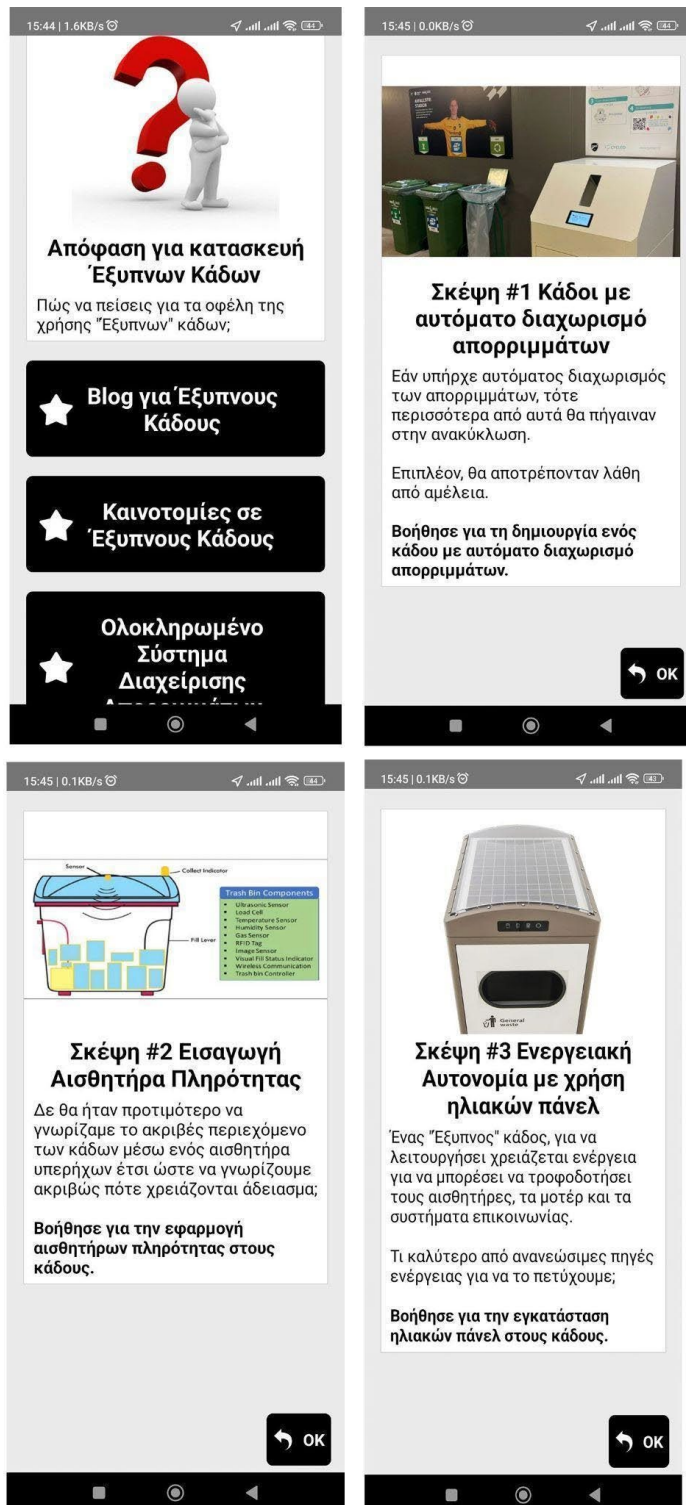 15:44 | 1.6KB/s
44
Απόφαση για κατασκευή
Έξυπνων Κάδων
Πώς να πείσεις για τα οφέλη της
χρήσης "Έξυπνων" κάδων;
Blog για Έξυπνους
Κάδους
Καινοτομίες σε
Έξυπνους Κάδους
Ολοκληρωμένο
Σύστημα
Διαχείρισης
15:45 | 0.0KB/s
44
Σκέψη #1 Κάδοι με
αυτόματο διαχωρισμό
απορριμμάτων
Εάν υπήρχε αυτόματος διαχωρισμός
των απορριμμάτων, τότε
περισσότερα από αυτά θα πήγαιναν
στην ανακύκλωση.
Επιπλέον, θα αποτρέπονταν λάθη
από αμέλεια.
Βοήθησε για τη δημιουργία ενός
κάδου με αυτόματο διαχωρισμό
απορριμμάτων.
OK
15:45 | 0.1KB/s
44
Sensor
Collect Indicator
Fill Lever
Trash Bin Components
Ultrasonic Sensor
Load Cell
Temperature Sensor
Humidity Sensor
Gas Sensor
RFID Tag
Image Sensor
Visual Fill Status Indicator
Wireless Communication
Trash bin Controller
Σκέψη #2 Εισαγωγή
Αισθητήρα Πληρότητας
Δε θα ήταν προτιμότερο να
γνωρίζαμε το ακριβές περιεχόμενο
των κάδων μέσω ενός αισθητήρα
υπερήχων έτσι ώστε να γνωρίζουμε
ακριβώς πότε χρειάζονται άδειασμα;
Βοήθησε για την εφαρμογή
αισθητήρων πληρότητας στους
κάδους.
OK
15:45 | 0.1KB/s
43
General
waste
Σκέψη #3 Ενεργειακή
Αυτονομία με χρήση
ηλιακών πάνελ
Ένας "Έξυπνος" κάδος, για να
λειτουργήσει χρειάζεται ενέργεια
για να μπορέσει να τροφοδοτήσει
τους αισθητήρες, τα μοτέρ και τα
συστήματα επικοινωνίας.
Τι καλύτερο από ανανεώσιμες πηγές
ενέργειας για να το πετύχουμε;
Βοήθησε για την εγκατάσταση
ηλιακών πάνελ στους κάδους.
OK